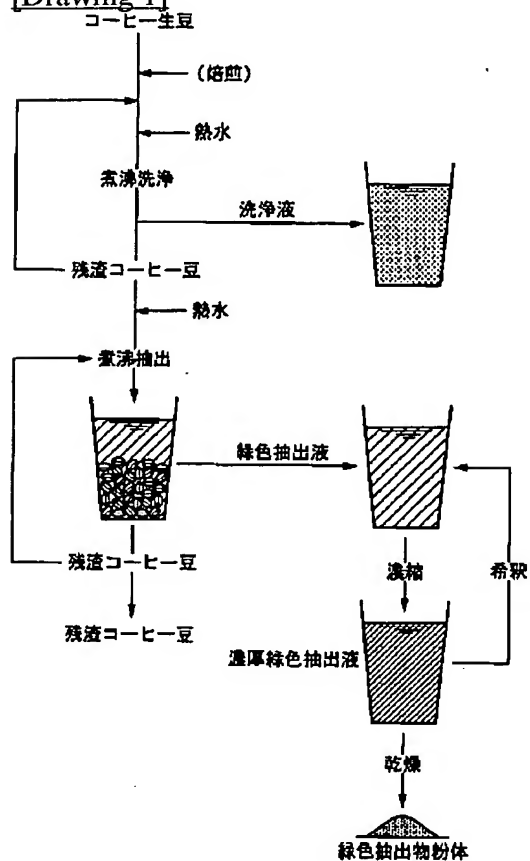 [Drawing 1]
コーヒー生豆
(焙煎)
熱水
煮沸洗浄
洗浄液
残渣コーヒー豆
熱水
煮沸抽出
緑色抽出液
残渣コーヒー豆
濃縮
希釈
残渣コーヒー豆
濃厚緑色抽出液
乾燥
緑色抽出物粉体